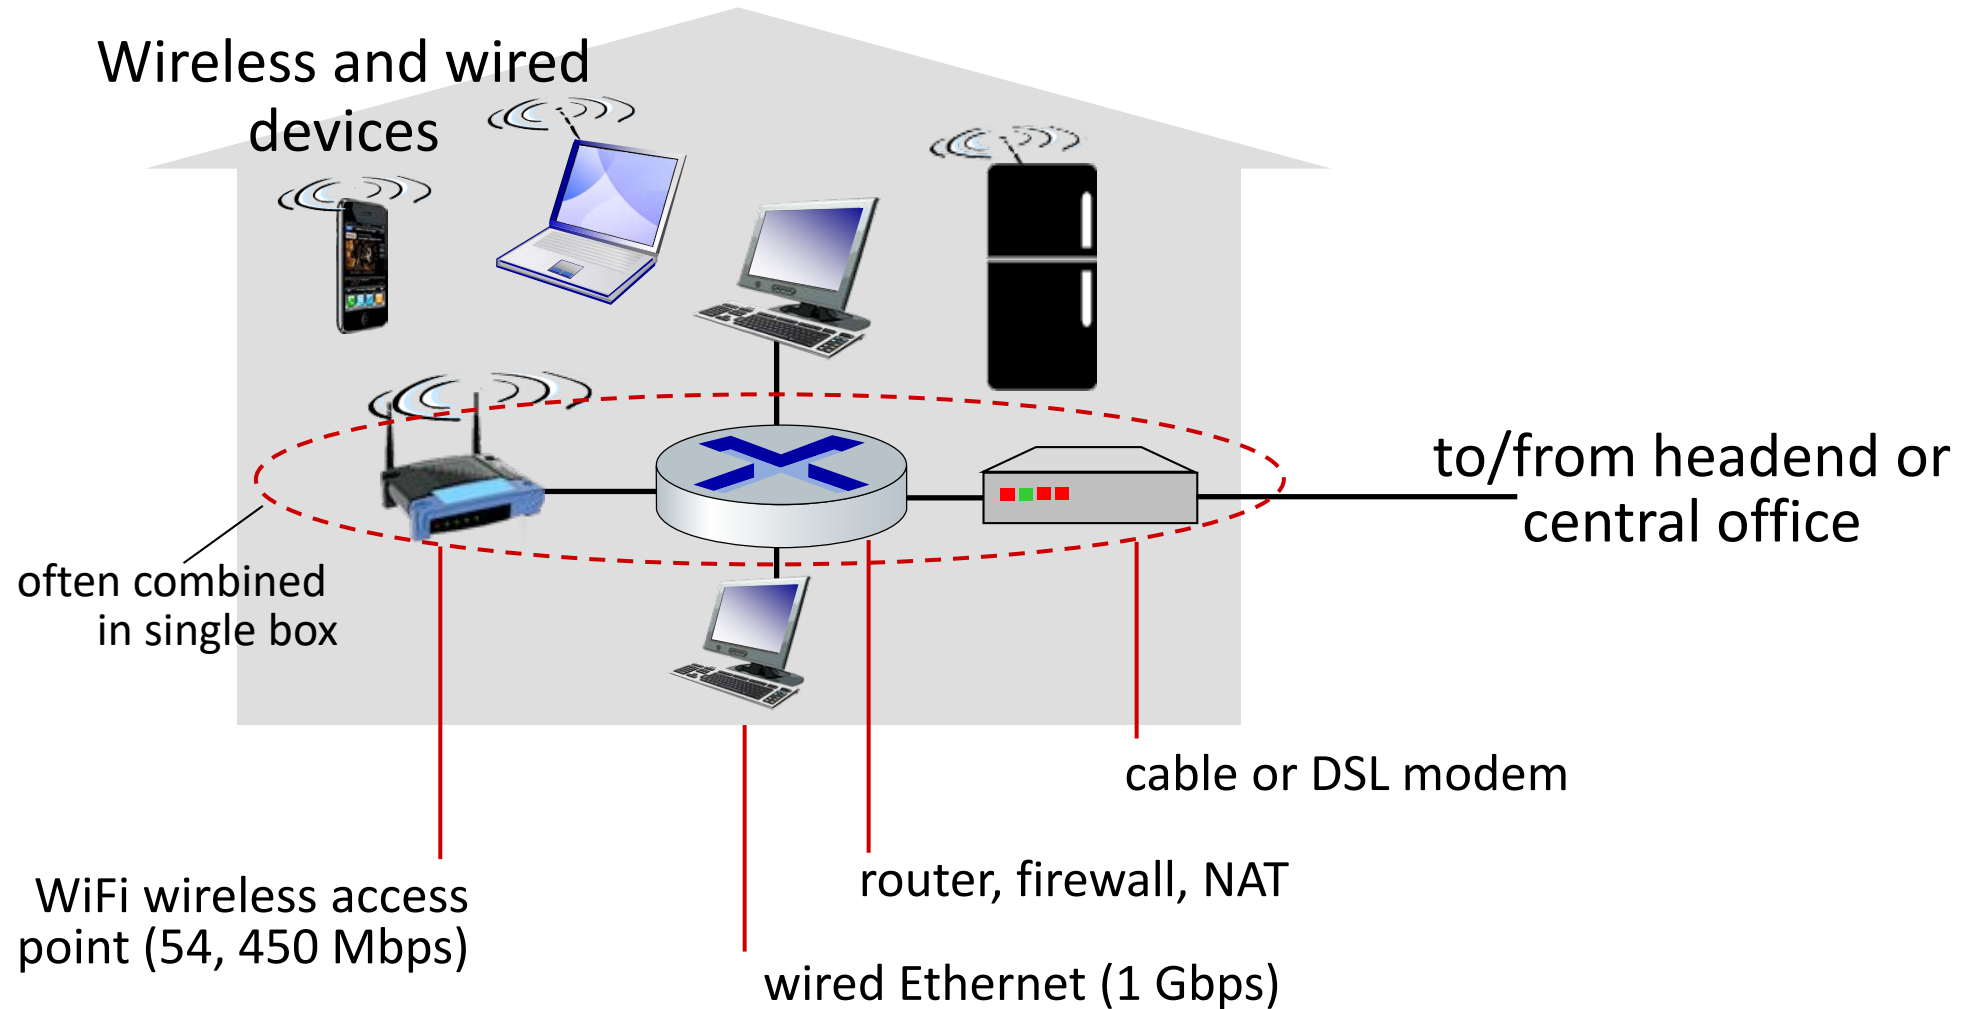 Wireless and wired
devices
to/from headend or
central office
often combined
in single box
cable or DSL modem
router, firewall, NAT
WiFi wireless access
point (54, 450 Mbps)
wired Ethernet (1 Gbps)